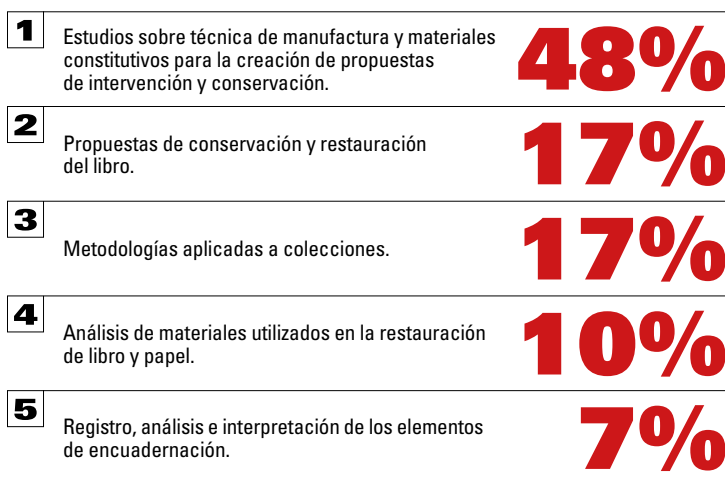 1
Estudios sobre técnica de manufactura y materiales
constitutivos para la creación de propuestas
de intervención y conservación.
48%
2
Propuestas de conservación y restauración
del libro.
17%
3
Metodologías aplicadas a colecciones.
17%
4
Análisis de materiales utilizados en la restauración
de libro y papel.
10%
5
Registro, análisis e interpretación de los elementos
de encuadernación.
7%